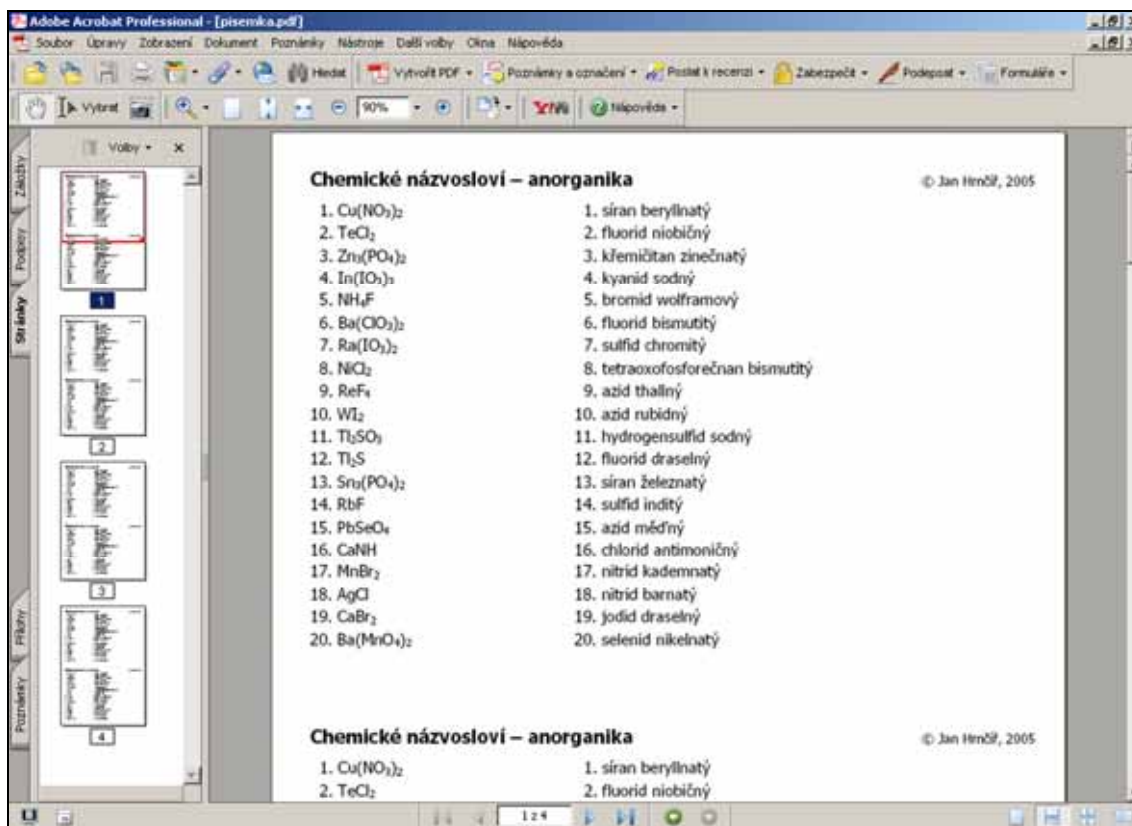 Adobe Acrobat Professional - [pisemka.pdf]
Soubor Úpravy Zobrazení Dokument Poznámky Nástroje Další volby Okna Nápověda
Hledat Vytvořit PDF Poznámky a označení Poslat k recenzi Zabezpečit Podepsat Formuláře
Vybrat 90% Nápověda
Volby
Záložky
Podpisy
Stránky
Přílohy
Poznámky
1
2
3
4
Chemické názvosloví – anorganika © Jan Hrnčíř, 2005
1. Cu(NO₃)₂ 1. síran beryllnatý
2. TeCl₂ 2. fluorid niobičný
3. Zn₃(PO₄)₂ 3. křemičitan zinečnatý
4. In(IO₃)₃ 4. kyanid sodný
5. NH₄F 5. bromid wolframový
6. Ba(ClO₃)₂ 6. fluorid bismutitý
7. Ra(IO₃)₂ 7. sulfid chromitý
8. NiCl₂ 8. tetraoxofosforečnan bismutitý
9. ReF₄ 9. azid thallný
10. WI₂ 10. azid rubidný
11. Tl₂SO₃ 11. hydrogensulfid sodný
12. Tl₂S 12. fluorid draselný
13. Sn₃(PO₄)₂ 13. síran železnatý
14. RbF 14. sulfid inditý
15. PbSeO₄ 15. azid měďný
16. CaNH 16. chlorid antimoničný
17. MnBr₂ 17. nitrid kademnatý
18. AgCl 18. nitrid barnatý
19. CaBr₂ 19. jodid draselný
20. Ba(MnO₄)₂ 20. selenid nikelnatý
Chemické názvosloví – anorganika © Jan Hrnčíř, 2005
1. Cu(NO₃)₂ 1. síran beryllnatý
2. TeCl₂ 2. fluorid niobičný
1 z 4